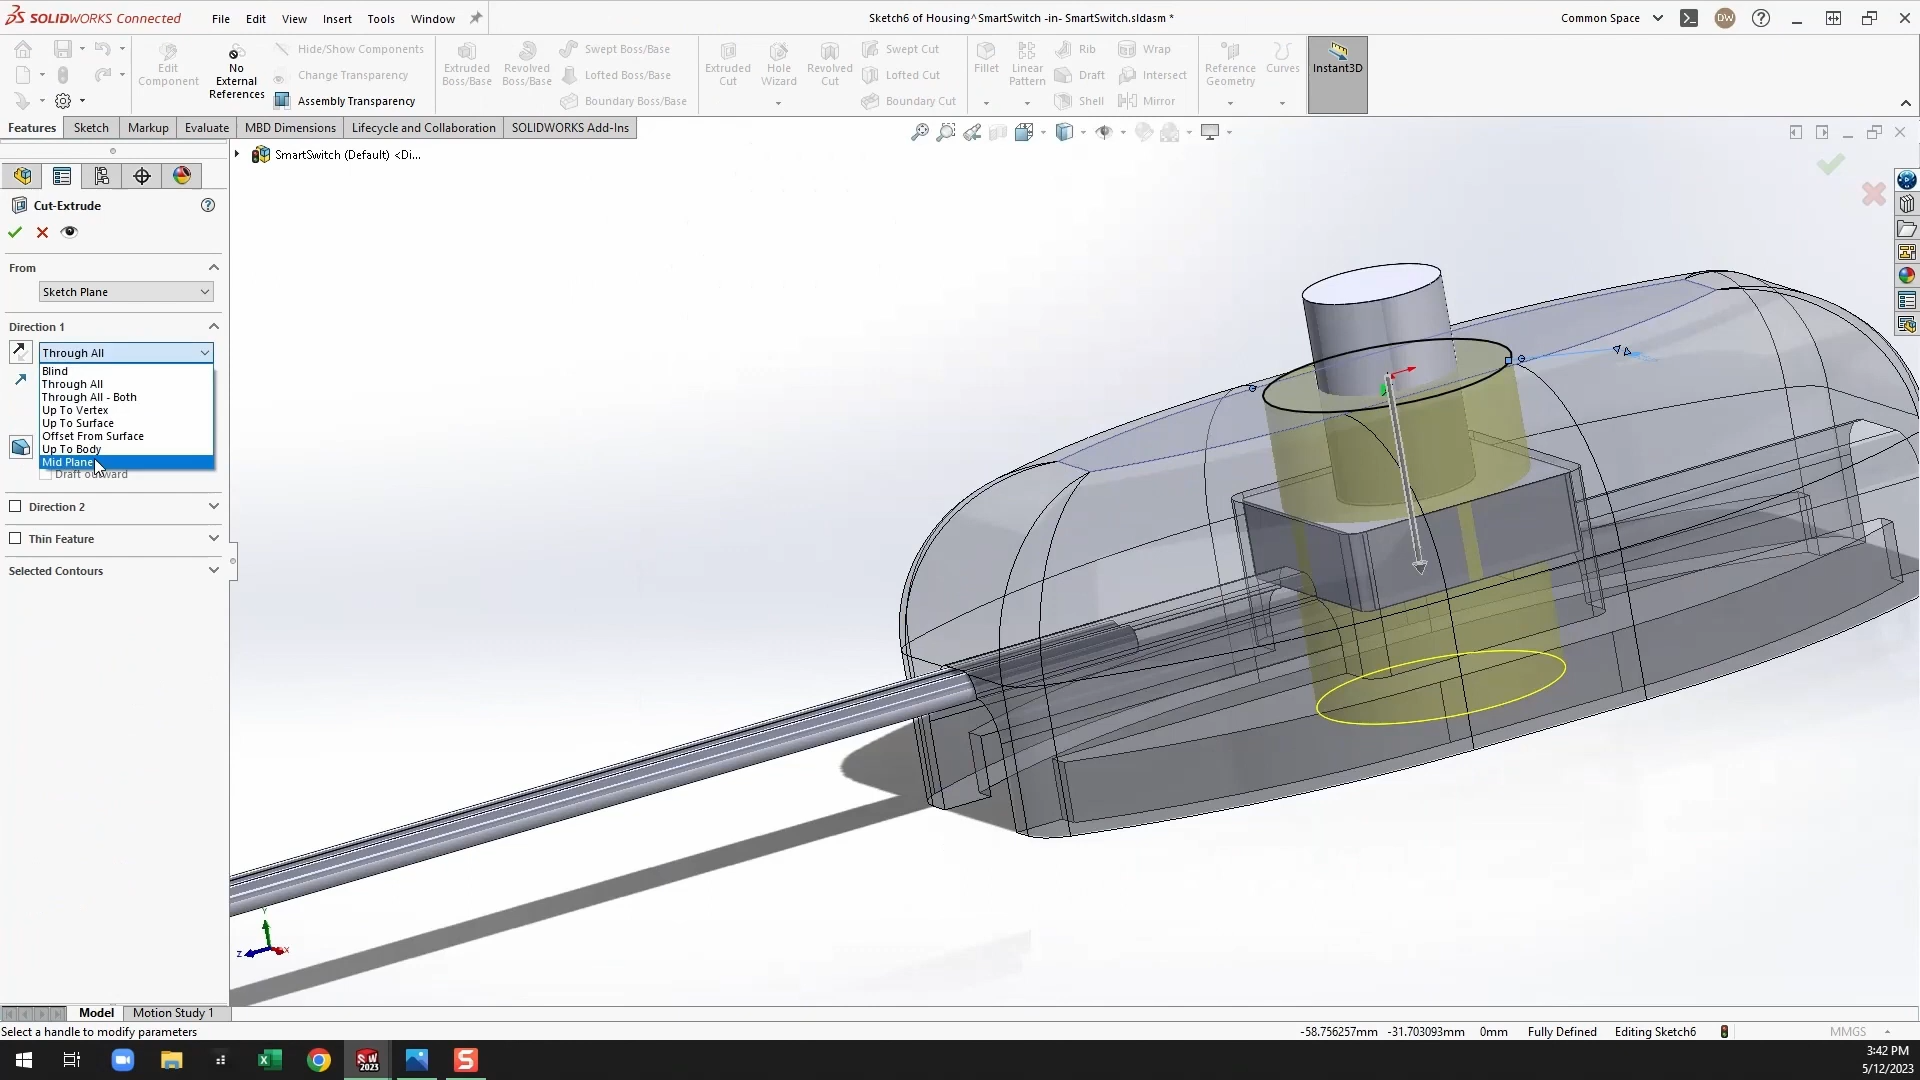 SOLIDWORKS Connected
File Edit View Insert Tools Window
Sketch6 of Housing^SmartSwitch -in- SmartSwitch.sldasm *
Common Space
DW
Edit Component
No External References
Hide/Show Components
Change Transparency
Assembly Transparency
Extruded Boss/Base
Revolved Boss/Base
Swept Boss/Base
Lofted Boss/Base
Boundary Boss/Base
Extruded Cut
Hole Wizard
Revolved Cut
Swept Cut
Lofted Cut
Boundary Cut
Fillet
Linear Pattern
Rib
Draft
Shell
Wrap
Intersect
Mirror
Reference Geometry
Curves
Instant3D
Features Sketch Markup Evaluate MBD Dimensions Lifecycle and Collaboration SOLIDWORKS Add-Ins
SmartSwitch (Default) <Di...
Cut-Extrude
From
Sketch Plane
Direction 1
Through All
Blind
Through All
Through All - Both
Up To Vertex
Up To Surface
Offset From Surface
Up To Body
Mid Plane
Draft outward
Direction 2
Thin Feature
Selected Contours
Y
Z
X
Model Motion Study 1
Select a handle to modify parameters
-58.756257mm -31.703093mm 0mm Fully Defined Editing Sketch6 MMGS
SW 2023
S
3:42 PM
5/12/2023